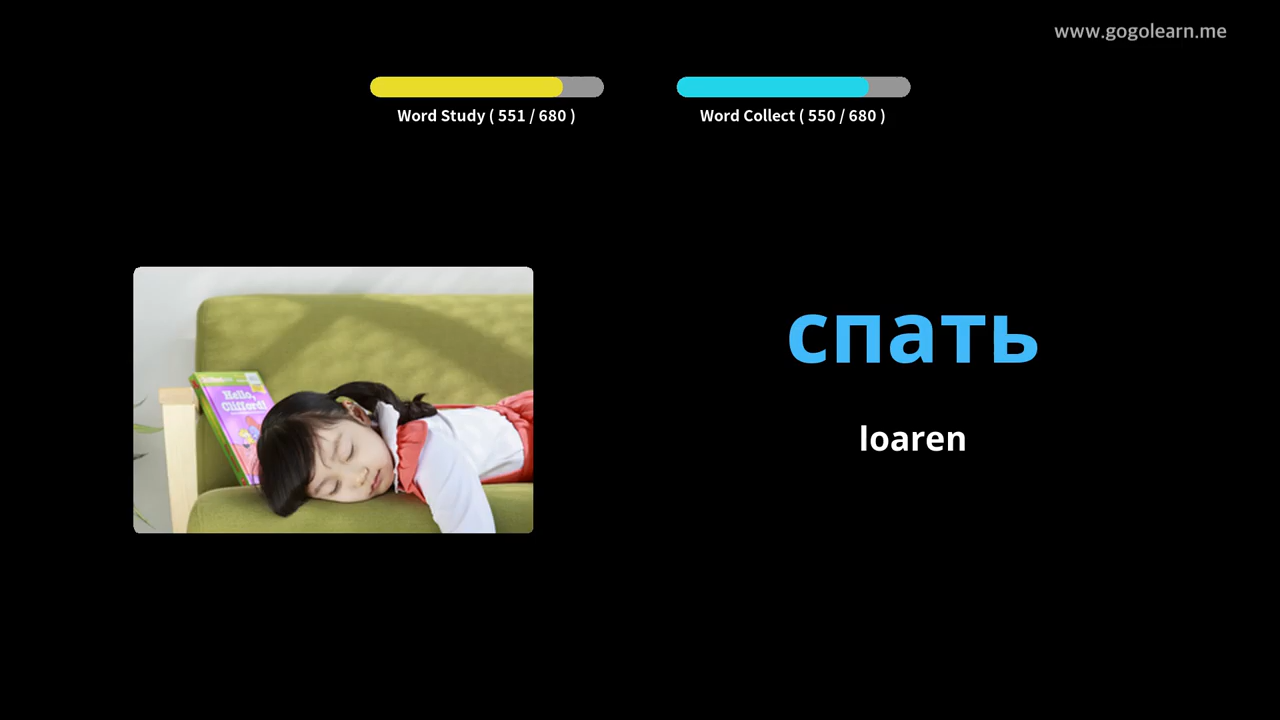 www.gogolearn.me
Word Study ( 551 / 680 )
Word Collect ( 550 / 680 )
спать
loaren
Hello,
Clifford!